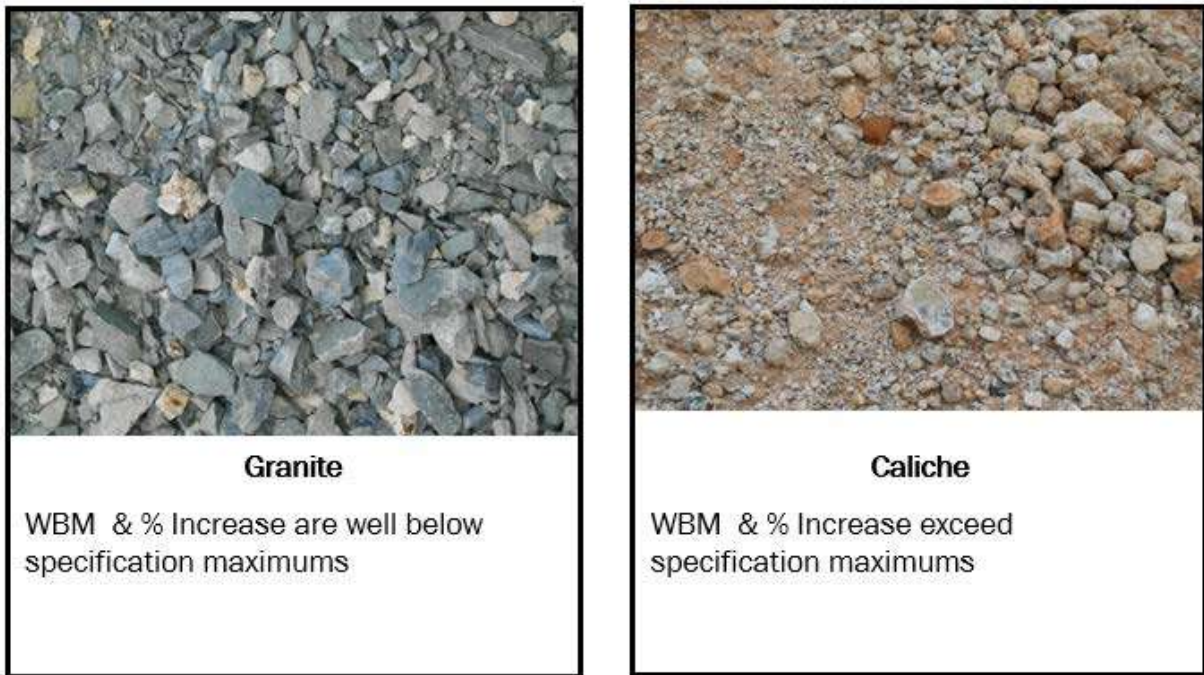 Granite
WBM & % Increase are well below
specification maximums
Caliche
WBM & % Increase exceed
specification maximums